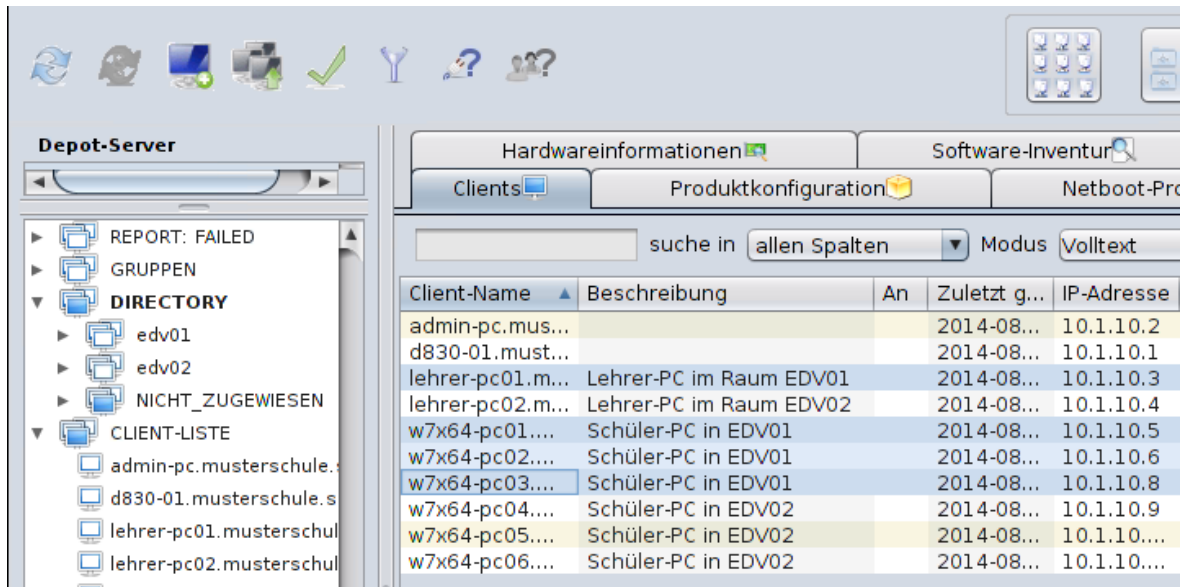 Depot-Server
REPORT: FAILED
GRUPPEN
DIRECTORY
edv01
edv02
NICHT_ZUGEWIESEN
CLIENT-LISTE
admin-pc.musterschule.
d830-01.musterschule.s
lehrer-pc01.musterschul
lehrer-pc02.musterschul
Hardwareinformationen Software-Inventur
Clients Produktkonfiguration Netboot-Pro
suche in allen Spalten Modus Volltext
Client-Name Beschreibung An Zuletzt g... IP-Adresse
admin-pc.mus... 2014-08... 10.1.10.2
d830-01.must... 2014-08... 10.1.10.1
lehrer-pc01.m... Lehrer-PC im Raum EDV01 2014-08... 10.1.10.3
lehrer-pc02.m... Lehrer-PC im Raum EDV02 2014-08... 10.1.10.4
w7x64-pc01.... Schüler-PC in EDV01 2014-08... 10.1.10.5
w7x64-pc02.... Schüler-PC in EDV01 2014-08... 10.1.10.6
w7x64-pc03.... Schüler-PC in EDV01 2014-08... 10.1.10.8
w7x64-pc04.... Schüler-PC in EDV02 2014-08... 10.1.10.9
w7x64-pc05.... Schüler-PC in EDV02 2014-08... 10.1.10....
w7x64-pc06.... Schüler-PC in EDV02 2014-08... 10.1.10....